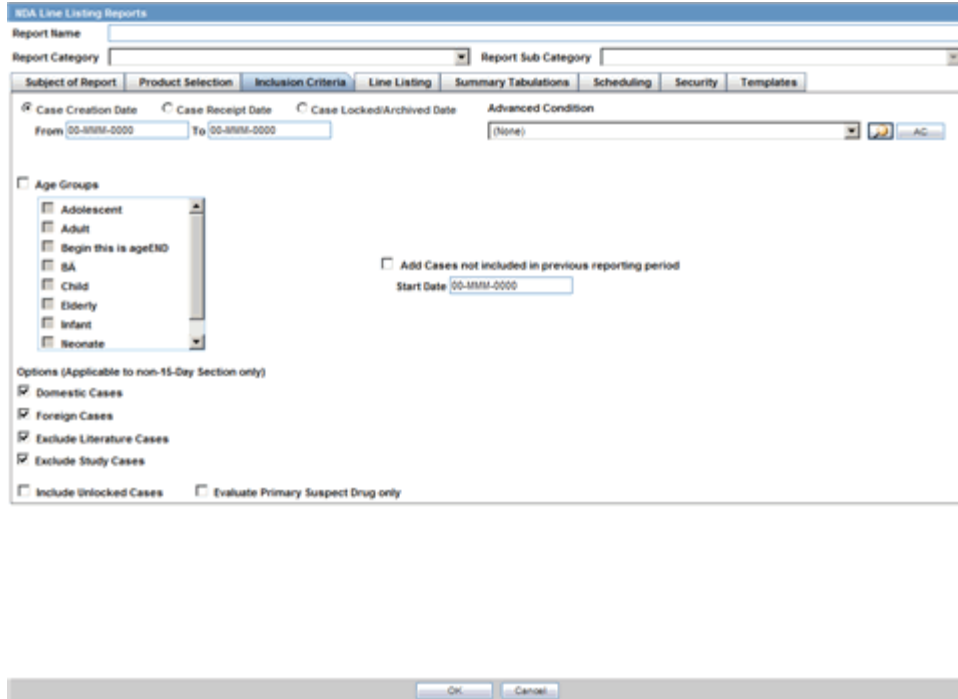 NDA Line Listing Reports
Report Name
Report Category Report Sub Category
Subject of Report Product Selection Inclusion Criteria Line Listing Summary Tabulations Scheduling Security Templates
Case Creation Date Case Receipt Date Case Locked/Archived Date Advanced Condition
From 00-MMM-0000 To 00-MMM-0000 (None) AC
Age Groups
Adolescent
Adult
Begin this is ageEND
BA
Child
Elderly
Infant
Neonate
Add Cases not included in previous reporting period
Start Date 00-MMM-0000
Options (Applicable to non-15-Day Section only)
Domestic Cases
Foreign Cases
Exclude Literature Cases
Exclude Study Cases
Include Unlocked Cases Evaluate Primary Suspect Drug only
OK Cancel